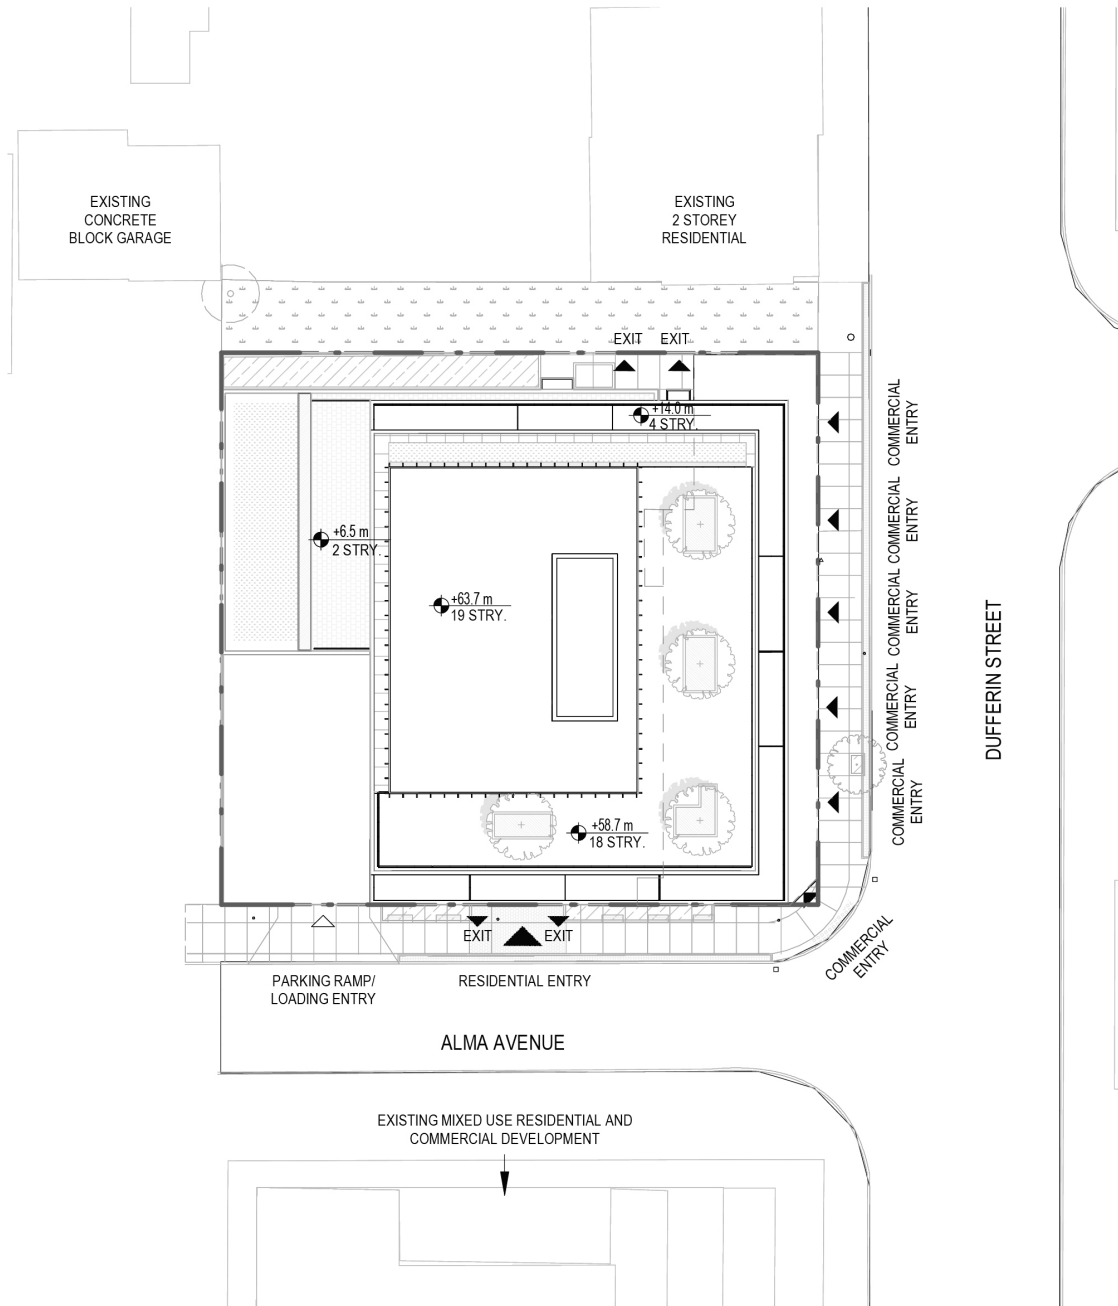 EXISTING
CONCRETE
BLOCK GARAGE
EXISTING
2 STOREY
RESIDENTIAL
EXIT
EXIT
+14.0 m
4 STRY.
COMMERCIAL
ENTRY
COMMERCIAL
ENTRY
+6.5 m
2 STRY.
+63.7 m
19 STRY.
COMMERCIAL
ENTRY
DUFFERIN STREET
COMMERCIAL
ENTRY
COMMERCIAL
ENTRY
+58.7 m
18 STRY.
EXIT
EXIT
COMMERCIAL
ENTRY
PARKING RAMP/
LOADING ENTRY
RESIDENTIAL ENTRY
ALMA AVENUE
EXISTING MIXED USE RESIDENTIAL AND
COMMERCIAL DEVELOPMENT